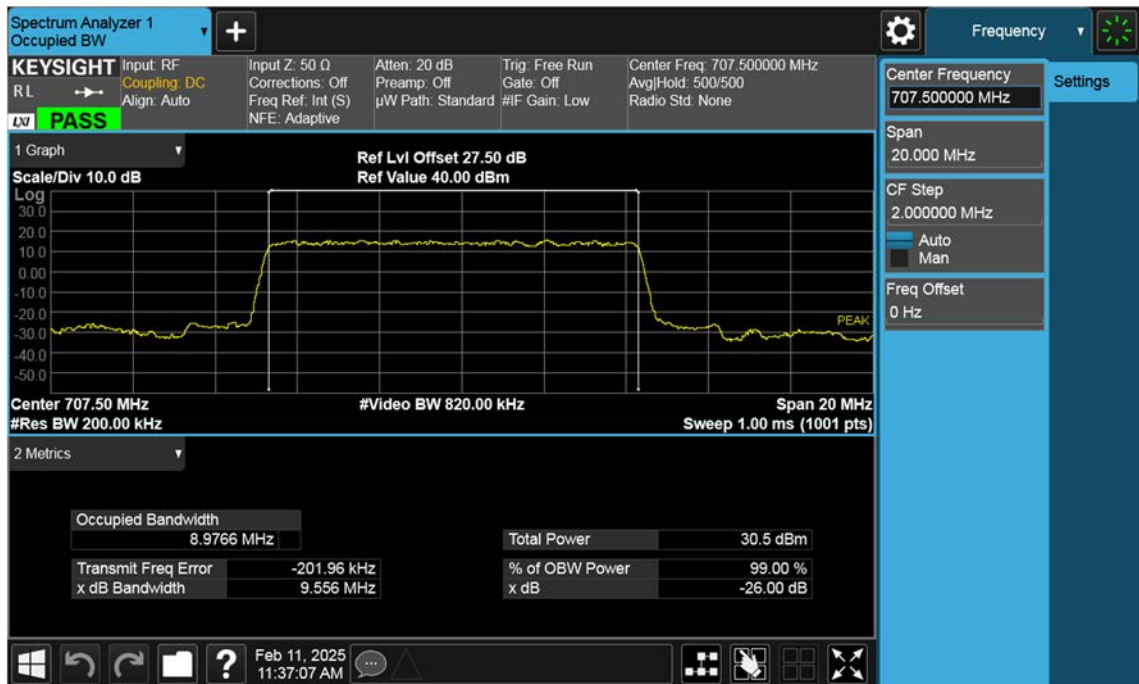 Spectrum Analyzer 1
Occupied BW
Frequency
KEYSIGHT
R L
LXI PASS
Input: RF
Coupling: DC
Align: Auto
Input Z: 50 Ω
Corrections: Off
Freq Ref: Int (S)
NFE: Adaptive
Atten: 20 dB
Preamp: Off
µW Path: Standard
Trig: Free Run
Gate: Off
#IF Gain: Low
Center Freq: 707.500000 MHz
Avg|Hold: 500/500
Radio Std: None
1 Graph
Scale/Div 10.0 dB
Ref Lvl Offset 27.50 dB
Ref Value 40.00 dBm
Log
30.0
20.0
10.0
0.00
-10.0
-20.0
-30.0
-40.0
-50.0
PEAK
Center 707.50 MHz
#Video BW 820.00 kHz
Span 20 MHz
#Res BW 200.00 kHz
Sweep 1.00 ms (1001 pts)
2 Metrics
Occupied Bandwidth
8.9766 MHz
Total Power 30.5 dBm
Transmit Freq Error -201.96 kHz
% of OBW Power 99.00 %
x dB Bandwidth 9.556 MHz
x dB -26.00 dB
Center Frequency
707.500000 MHz
Settings
Span
20.000 MHz
CF Step
2.000000 MHz
Auto
Man
Freq Offset
0 Hz
?
Feb 11, 2025
11:37:07 AM